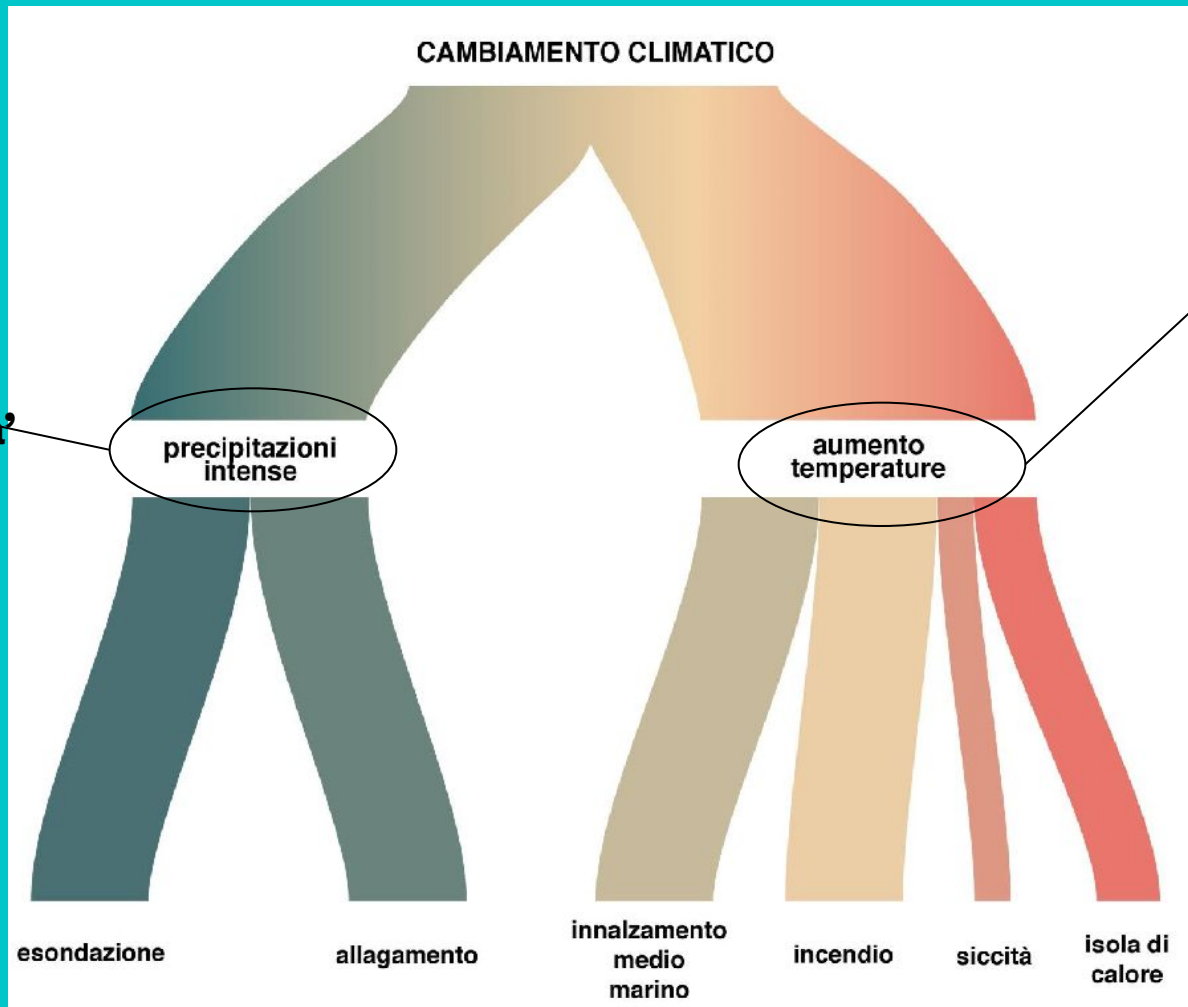 CAMBIAMENTO CLIMATICO
precipitazioni
intense
aumento
temperature
esondazione
allagamento
innalzamento
medio
marino
incendio
siccità
isola di
calore